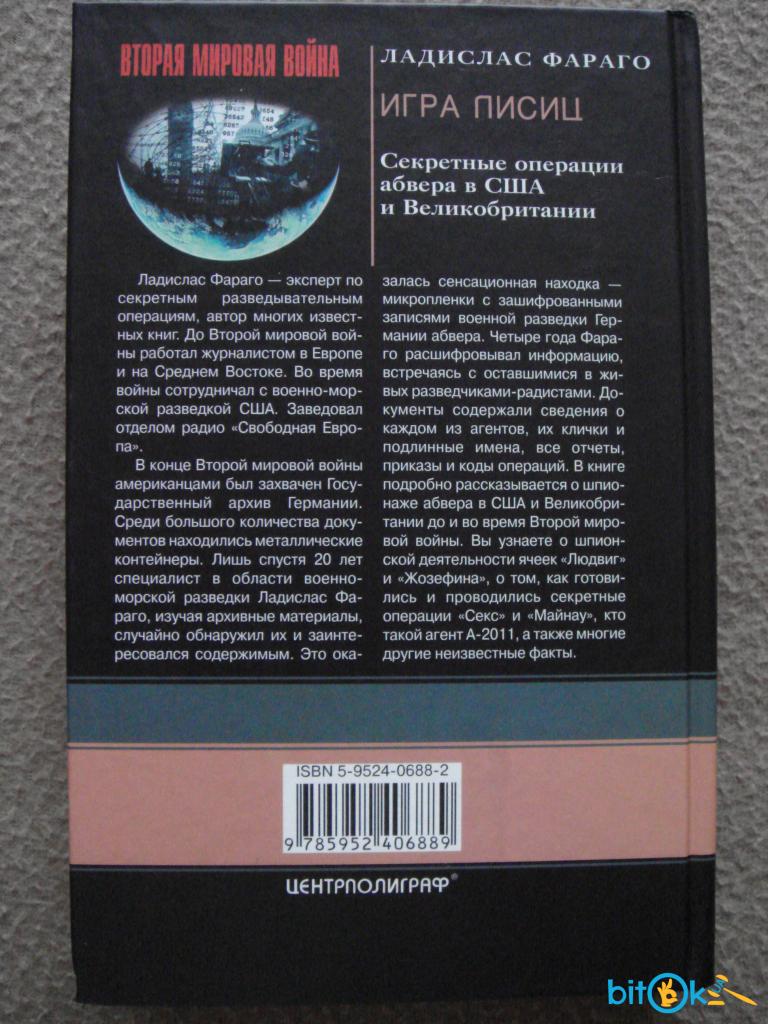 ВТОРАЯ МИРОВАЯ ВОЙНА
ЛАДИСЛАС ФАРАГО
ИГРА ЛИСИЦ
Секретные операции
абвера в США
и Великобритании
Ладислас Фараго — эксперт по
секретным разведывательным
операциям, автор многих извест-
ных книг. До Второй мировой вой-
ны работал журналистом в Европе
и на Среднем Востоке. Во время
войны сотрудничал с военно-мор-
ской разведкой США. Заведовал
отделом радио «Свободная Евро-
па».
В конце Второй мировой войны
американцами был захвачен Госу-
дарственный архив Германии.
Среди большого количества доку-
ментов находились металлические
контейнеры. Лишь спустя 20 лет
специалист в области военно-
морской разведки Ладислас Фа-
раго, изучая архивные материалы,
случайно обнаружил их и заинте-
ресовался содержимым. Это ока-
залась сенсационная находка —
микропленки с зашифрованными
записями военной разведки Гер-
мании абвера. Четыре года Фара-
го расшифровывал информацию,
встречаясь с оставшимися в жи-
вых разведчиками-радистами. До-
кументы содержали сведения о
каждом из агентов, их клички и
подлинные имена, все отчеты,
приказы и коды операций. В книге
подробно рассказывается о шпио-
наже абвера в США и Великобри-
тании до и во время Второй миро-
вой войны. Вы узнаете о шпион-
ской деятельности ячеек «Людвиг»
и «Жозефина», о том, как готови-
лись и проводились секретные
операции «Секс» и «Майнау», кто
такой агент А-2011, а также многие
другие неизвестные факты.
ISBN 5-9524-0688-2
9 785952 406889
ЦЕНТРПОЛИГРАФ®
bitOk